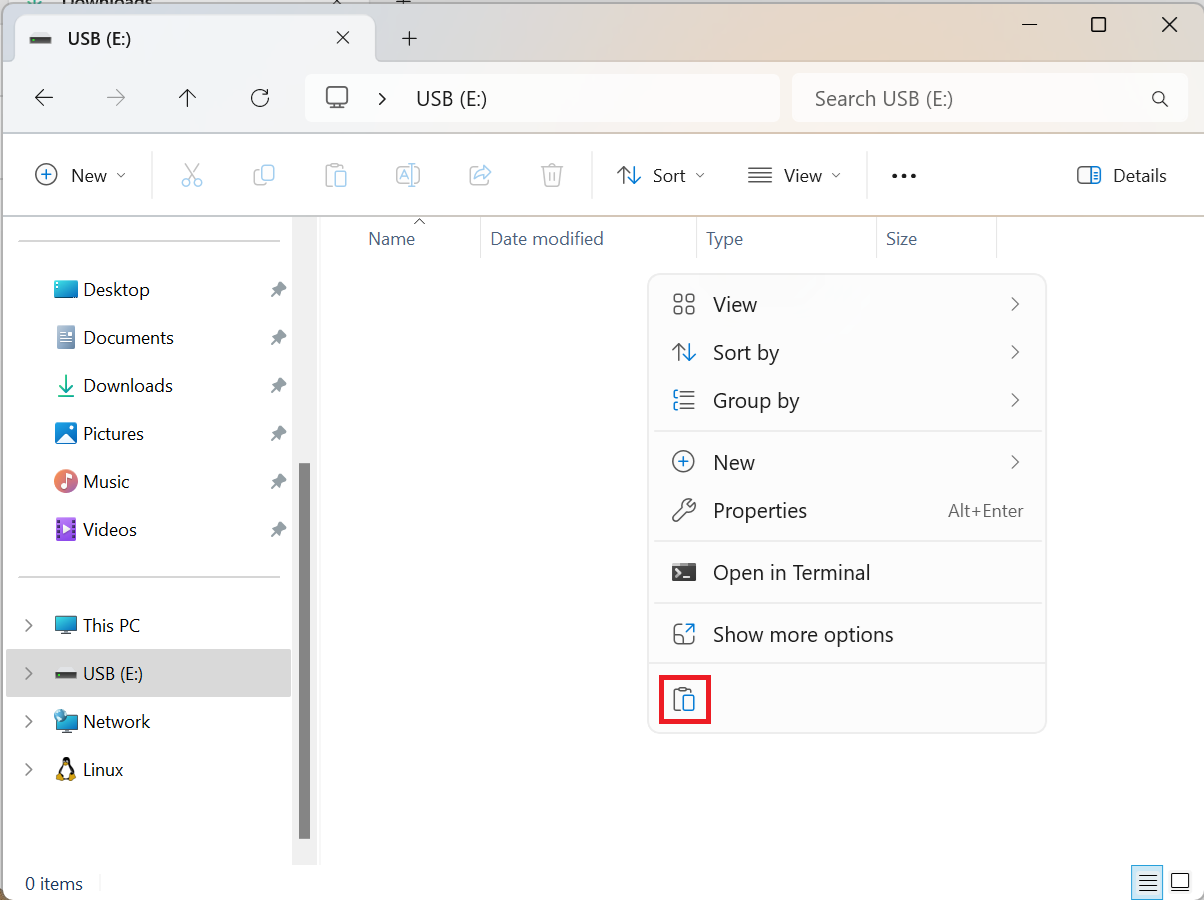 Downloads
USB (E:)
USB (E:)
Search USB (E:)
New
Sort
View
Details
Name
Date modified
Type
Size
Desktop
Documents
Downloads
Pictures
Music
Videos
This PC
USB (E:)
Network
Linux
View
Sort by
Group by
New
Properties Alt+Enter
Open in Terminal
Show more options
0 items